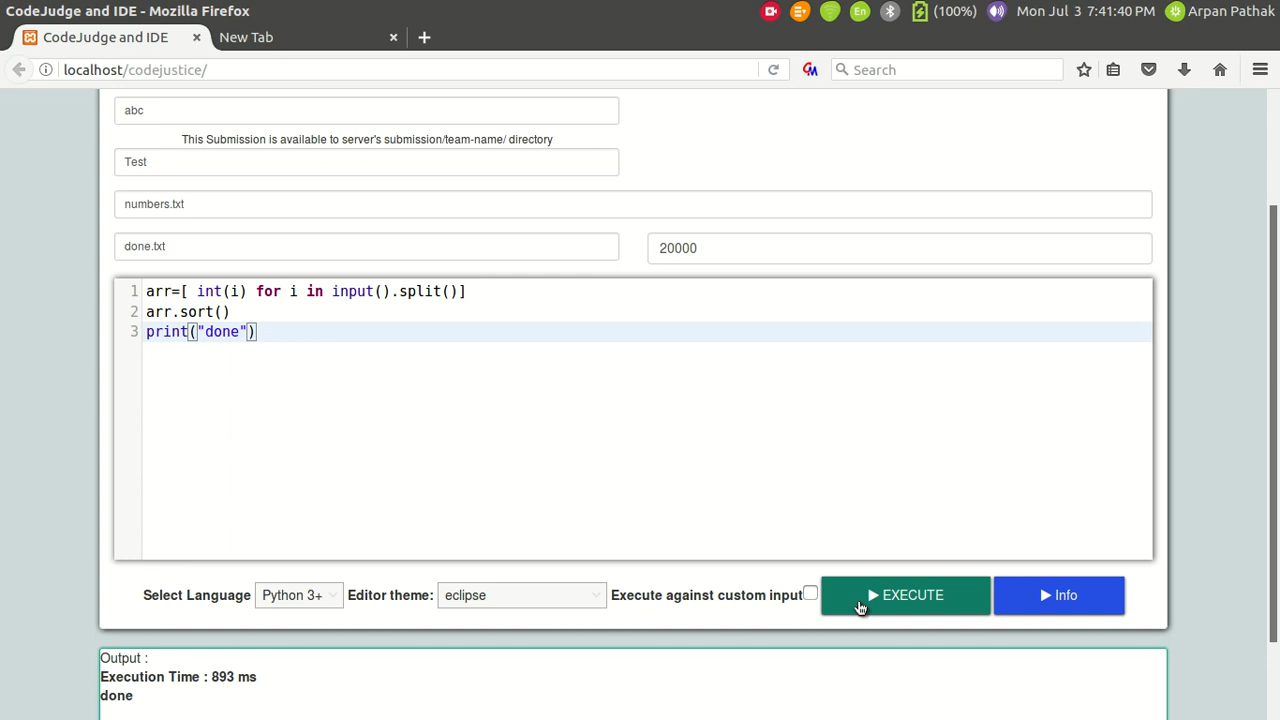 CodeJudge and IDE - Mozilla Firefox
En (100%) Mon Jul 3 7:41:40 PM Arpan Pathak
CodeJudge and IDE × New Tab × +
localhost/codejustice/ Search
abc
This Submission is available to server's submission/team-name/ directory
Test
numbers.txt
done.txt 20000
1 arr=[ int(i) for i in input().split()]
2 arr.sort()
3 print("done")
Select Language Python 3+ Editor theme: eclipse Execute against custom input EXECUTE Info
Output :
Execution Time : 893 ms
done